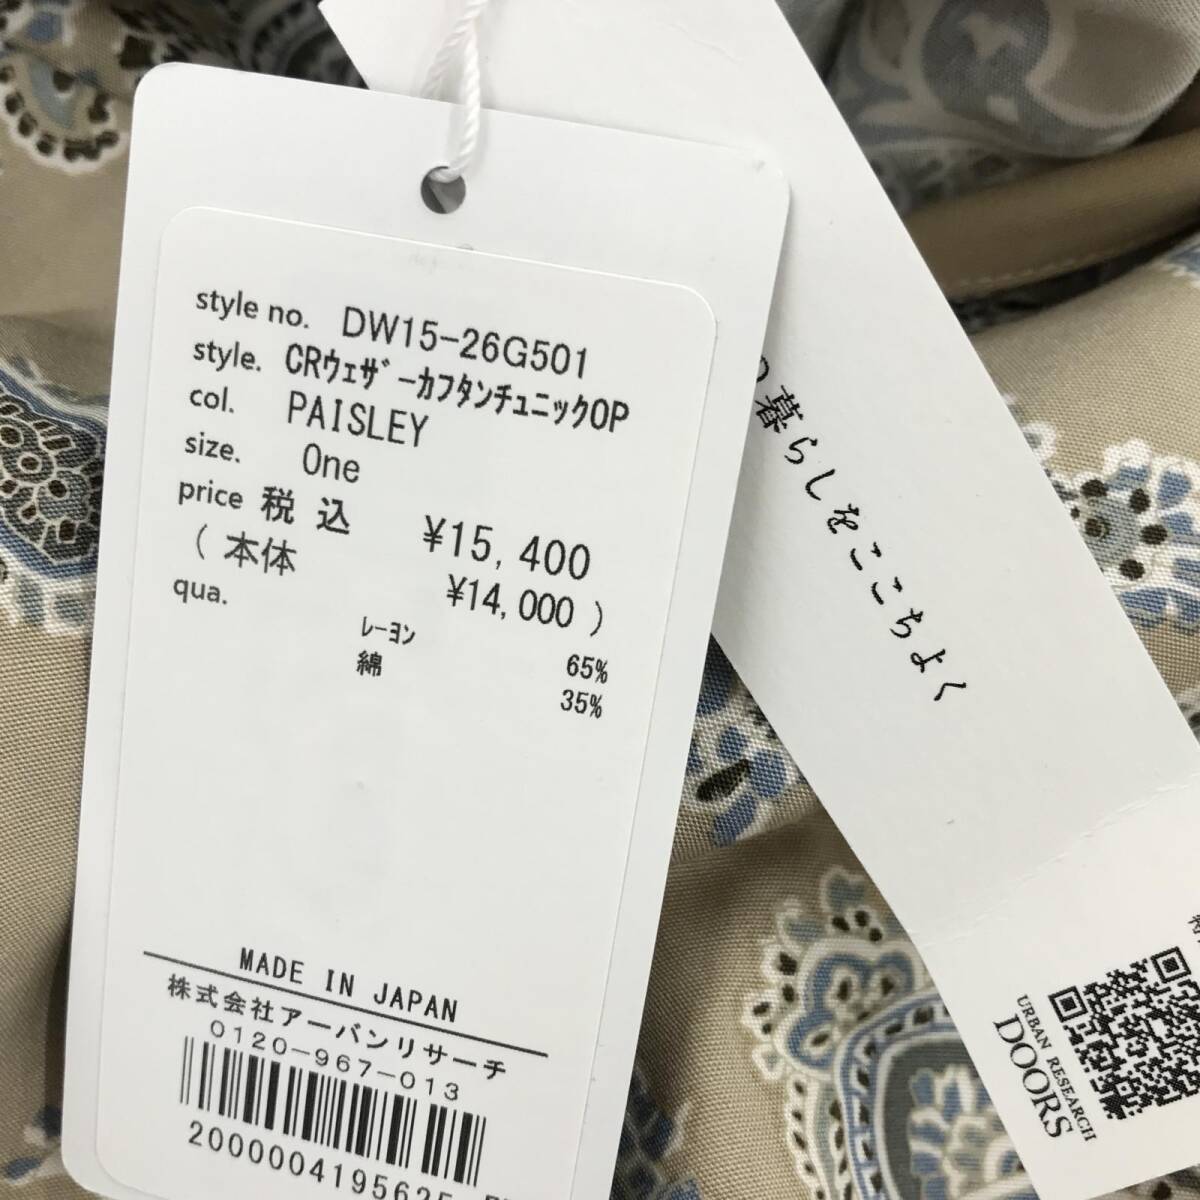 style no. DW15-26G501
style. CRｳｪｻﾞｰｶﾌﾀﾝﾁｭﾆｯｸOP
col. PAISLEY
size. One
price 税込 ¥15,400
( 本体 ¥14,000 )
qua.
ﾚｰﾖﾝ 65%
綿 35%
MADE IN JAPAN
株式会社アーバンリサーチ
0120-967-013
2000004195625
の暮らしをここちよく
URBAN RESEARCH
DOORS